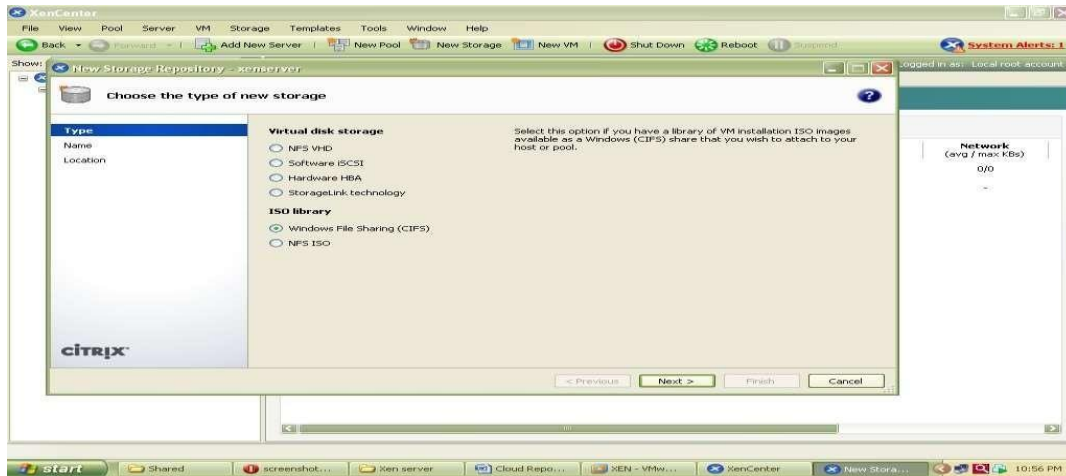 XenCenter
File View Pool Server VM Storage Templates Tools Window Help
Back Forward Add New Server New Pool New Storage New VM Shut Down Reboot Suspend System Alerts: 1
Show: Logged in as: Local root account
New Storage Repository - xenserver
Choose the type of new storage
Type
Name
Location
Virtual disk storage
NFS VHD
Software iSCSI
Hardware HBA
StorageLink technology
ISO library
Windows File Sharing (CIFS)
NFS ISO
Select this option if you have a library of VM installation ISO images
available as a Windows (CIFS) share that you wish to attach to your
host or pool.
Network
(avg / max KBs)
0/0
-
CITRIX
< Previous Next > Finish Cancel
start Shared screenshot... Xen server Cloud Repo... XEN - VMw... XenCenter New Stora... 10:56 PM